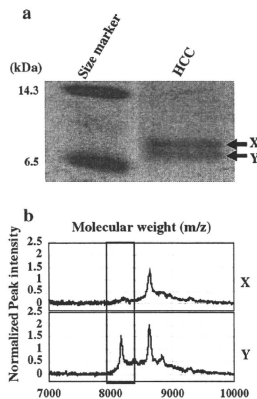 a
(kDa)
Size marker
HCC
14.3
6.5
X
Y
b
Molecular weight (m/z)
Normalized Peak intensity
2.5
2
1.5
1
0.5
0
X
2.5
2
1.5
1
0.5
0
Y
7000
8000
9000
10000